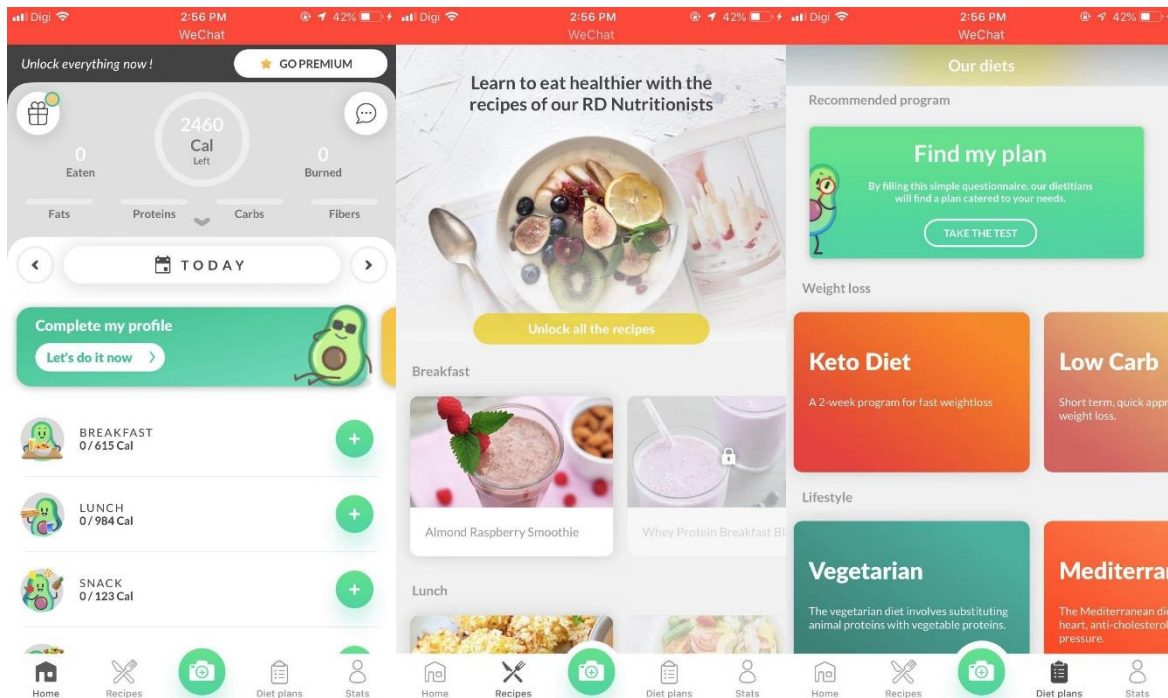 Digi
2:56 PM
42%
WeChat
Unlock everything now !
GO PREMIUM
2460
Cal
Left
0
Eaten
0
Burned
Fats
Proteins
Carbs
Fibers
TODAY
Complete my profile
Let's do it now
BREAKFAST
0 / 615 Cal
LUNCH
0 / 984 Cal
SNACK
0 / 123 Cal
Home
Recipes
Diet plans
Stats
Digi
2:56 PM
42%
WeChat
Learn to eat healthier with the
recipes of our RD Nutritionists
Unlock all the recipes
Breakfast
Almond Raspberry Smoothie
Whey Protein Breakfast Bl
Lunch
Home
Recipes
Diet plans
Stats
Digi
2:56 PM
42%
WeChat
Our diets
Recommended program
Find my plan
By filling this simple questionnaire, our dietitians
will find a plan catered to your needs.
TAKE THE TEST
Weight loss
Keto Diet
A 2-week program for fast weightloss
Low Carb
Short term, quick appr
weight loss.
Lifestyle
Vegetarian
The vegetarian diet involves substituting
animal proteins with vegetable proteins.
Mediterra
The Mediterranean di
heart, anti-cholesterol
pressure.
Home
Recipes
Diet plans
Stats